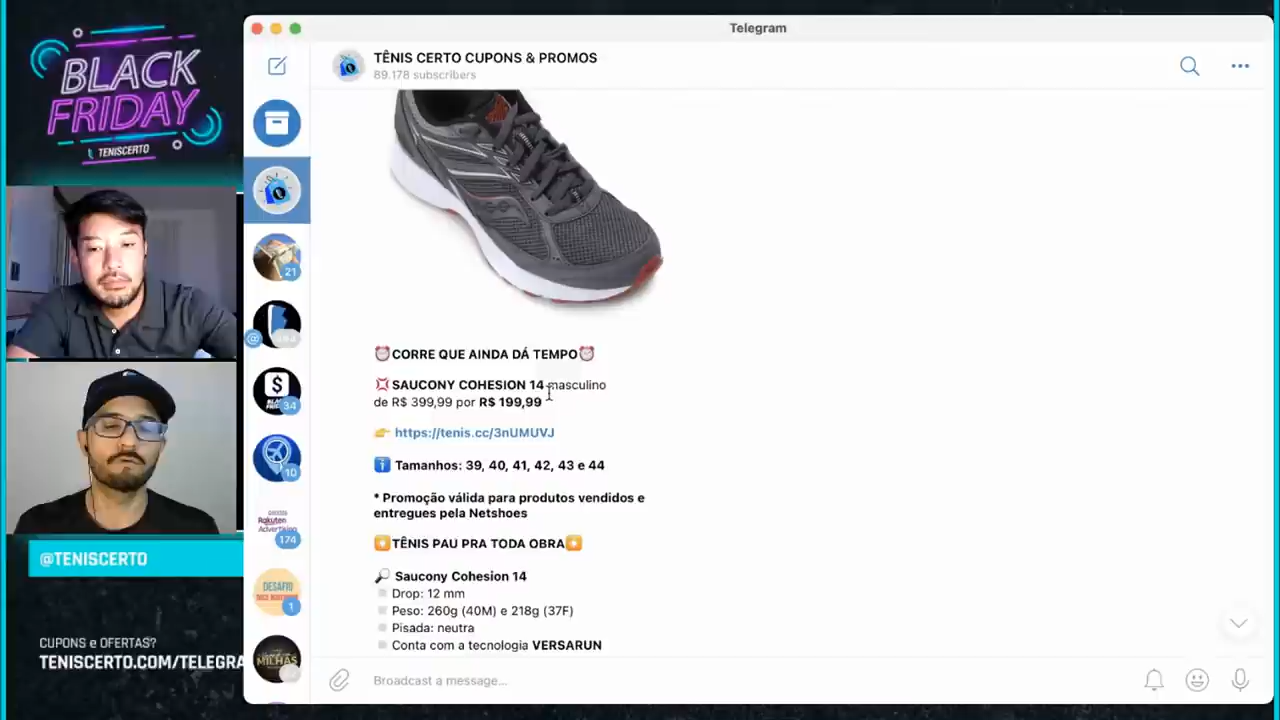 BLACK
FRIDAY
TENISCERTO
@TENISCERTO
CUPONS e OFERTAS?
TENISCERTO.COM/TELEGRA
Telegram
TÊNIS CERTO CUPONS & PROMOS
89.178 subscribers
21
34
10
Rakuten
Advertising
174
DESAFIO
1
MILHAS
⏰CORRE QUE AINDA DÁ TEMPO⏰
💢 SAUCONY COHESION 14 masculino
de R$ 399,99 por R$ 199,99
👉 https://tenis.cc/3nUMUVJ
ℹ️ Tamanhos: 39, 40, 41, 42, 43 e 44
* Promoção válida para produtos vendidos e
entregues pela Netshoes
TÊNIS PAU PRA TODA OBRA
🔎 Saucony Cohesion 14
Drop: 12 mm
Peso: 260g (40M) e 218g (37F)
Pisada: neutra
Conta com a tecnologia VERSARUN
Broadcast a message...